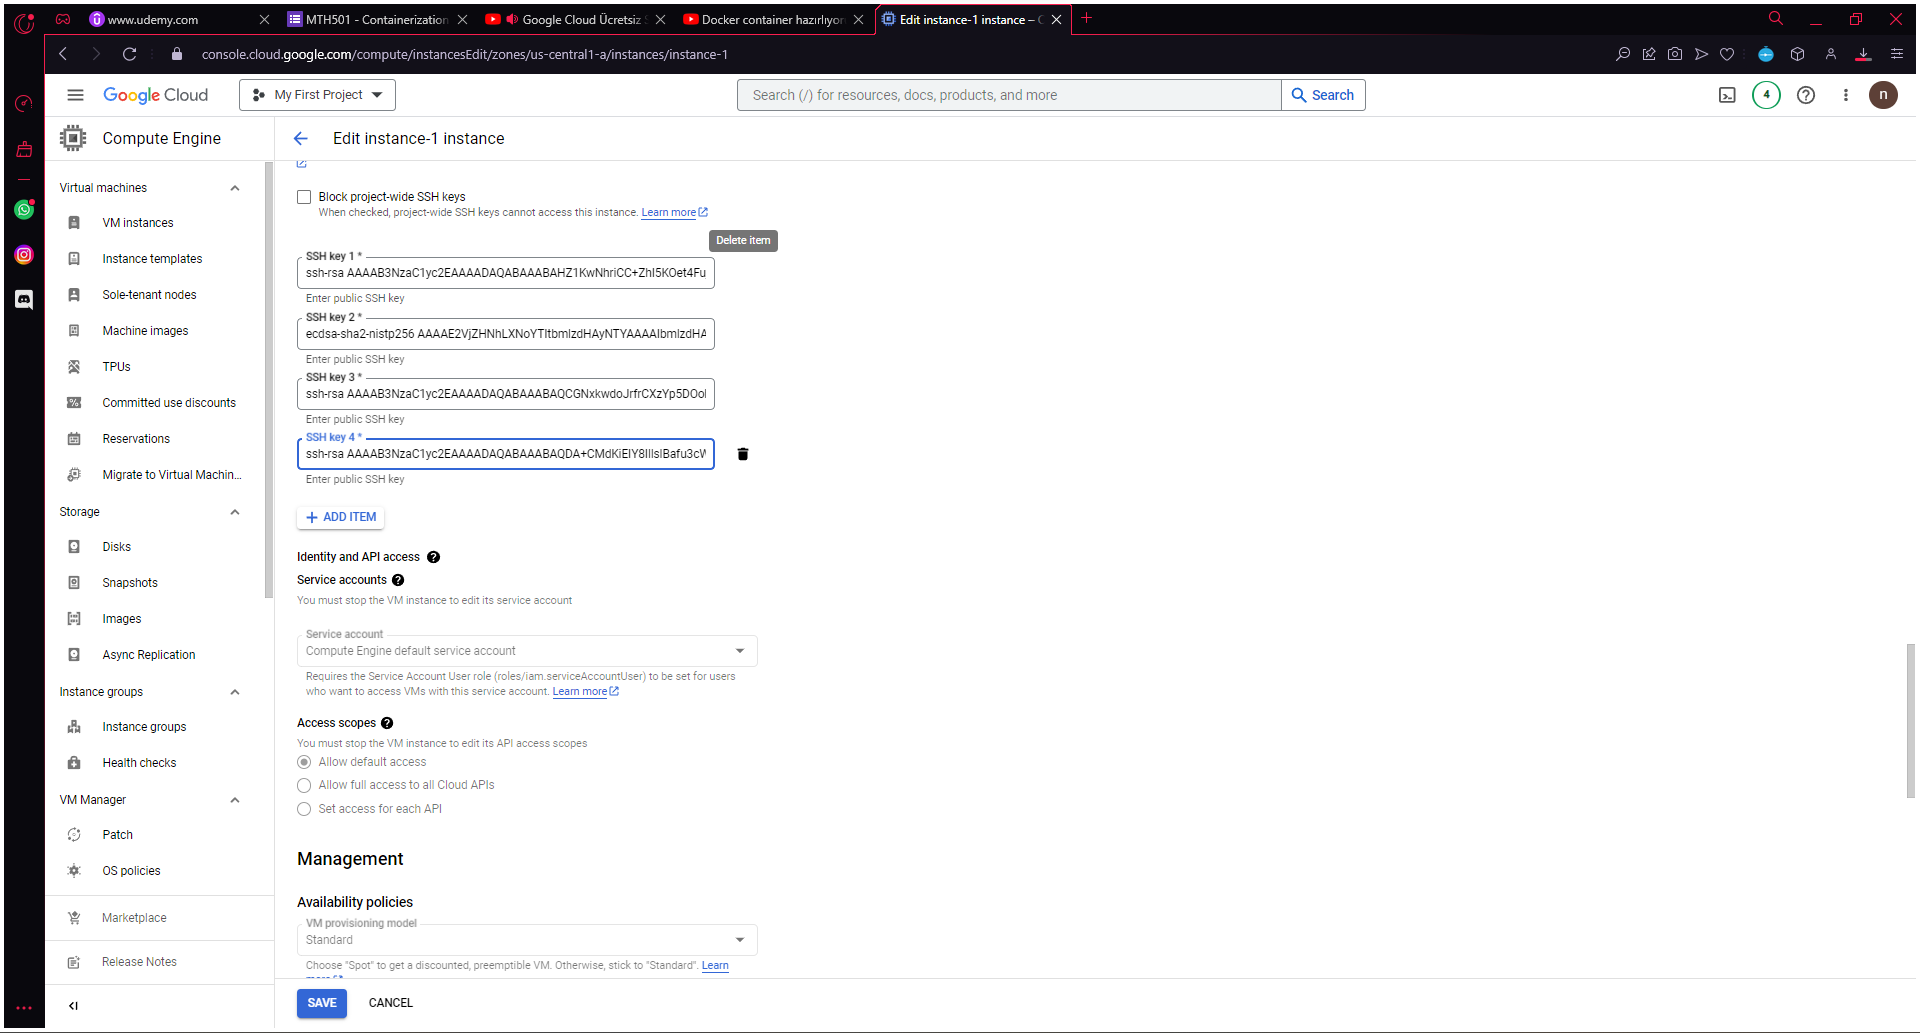 www.udemy.com
MTH501 - Containerization
Google Cloud Ücretsiz S
Docker container hazırlıyor
Edit instance-1 instance – C
console.cloud.google.com/compute/instancesEdit/zones/us-central1-a/instances/instance-1
Google Cloud
My First Project
Search (/) for resources, docs, products, and more
Search
4
n
Compute Engine
Edit instance-1 instance
Virtual machines
VM instances
Instance templates
Sole-tenant nodes
Machine images
TPUs
Committed use discounts
Reservations
Migrate to Virtual Machin...
Storage
Disks
Snapshots
Images
Async Replication
Instance groups
Instance groups
Health checks
VM Manager
Patch
OS policies
Marketplace
Release Notes
Block project-wide SSH keys
When checked, project-wide SSH keys cannot access this instance. Learn more
Delete item
SSH key 1 *
ssh-rsa
Enter public SSH key
SSH key 2 *
ecdsa-sha2-nistp256
Enter public SSH key
SSH key 3 *
ssh-rsa
Enter public SSH key
SSH key 4 *
ssh-rsa
Enter public SSH key
+ ADD ITEM
Identity and API access
Service accounts
You must stop the VM instance to edit its service account
Service account
Compute Engine default service account
Requires the Service Account User role (roles/iam.serviceAccountUser) to be set for users
who want to access VMs with this service account. Learn more
Access scopes
You must stop the VM instance to edit its API access scopes
Allow default access
Allow full access to all Cloud APIs
Set access for each API
Management
Availability policies
VM provisioning model
Standard
Choose "Spot" to get a discounted, preemptible VM. Otherwise, stick to "Standard". Learn
SAVE
CANCEL